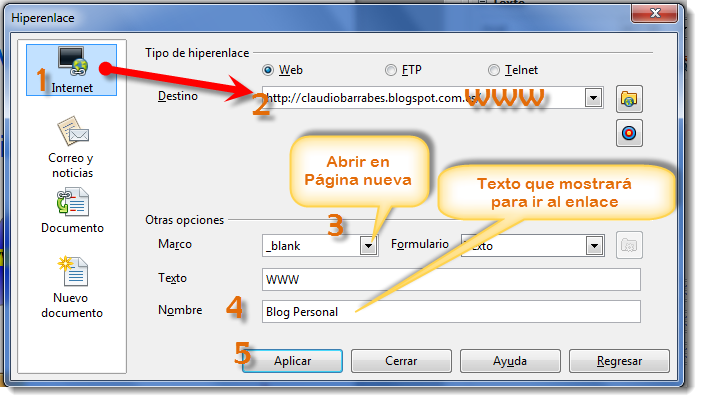 Texto
Hiperenlace
Tipo de hiperenlace
1
Internet
Web
FTP
Telnet
Destino
2
http://claudiobarrabes.blogspot.com.es/
WWW
Correo y
noticias
Abrir en
Página nueva
Texto que mostrará
para ir al enlace
Documento
Otras opciones
3
Marco
_blank
Formulario
Texto
Texto
WWW
Nuevo
documento
4
Nombre
Blog Personal
5
Aplicar
Cerrar
Ayuda
Regresar